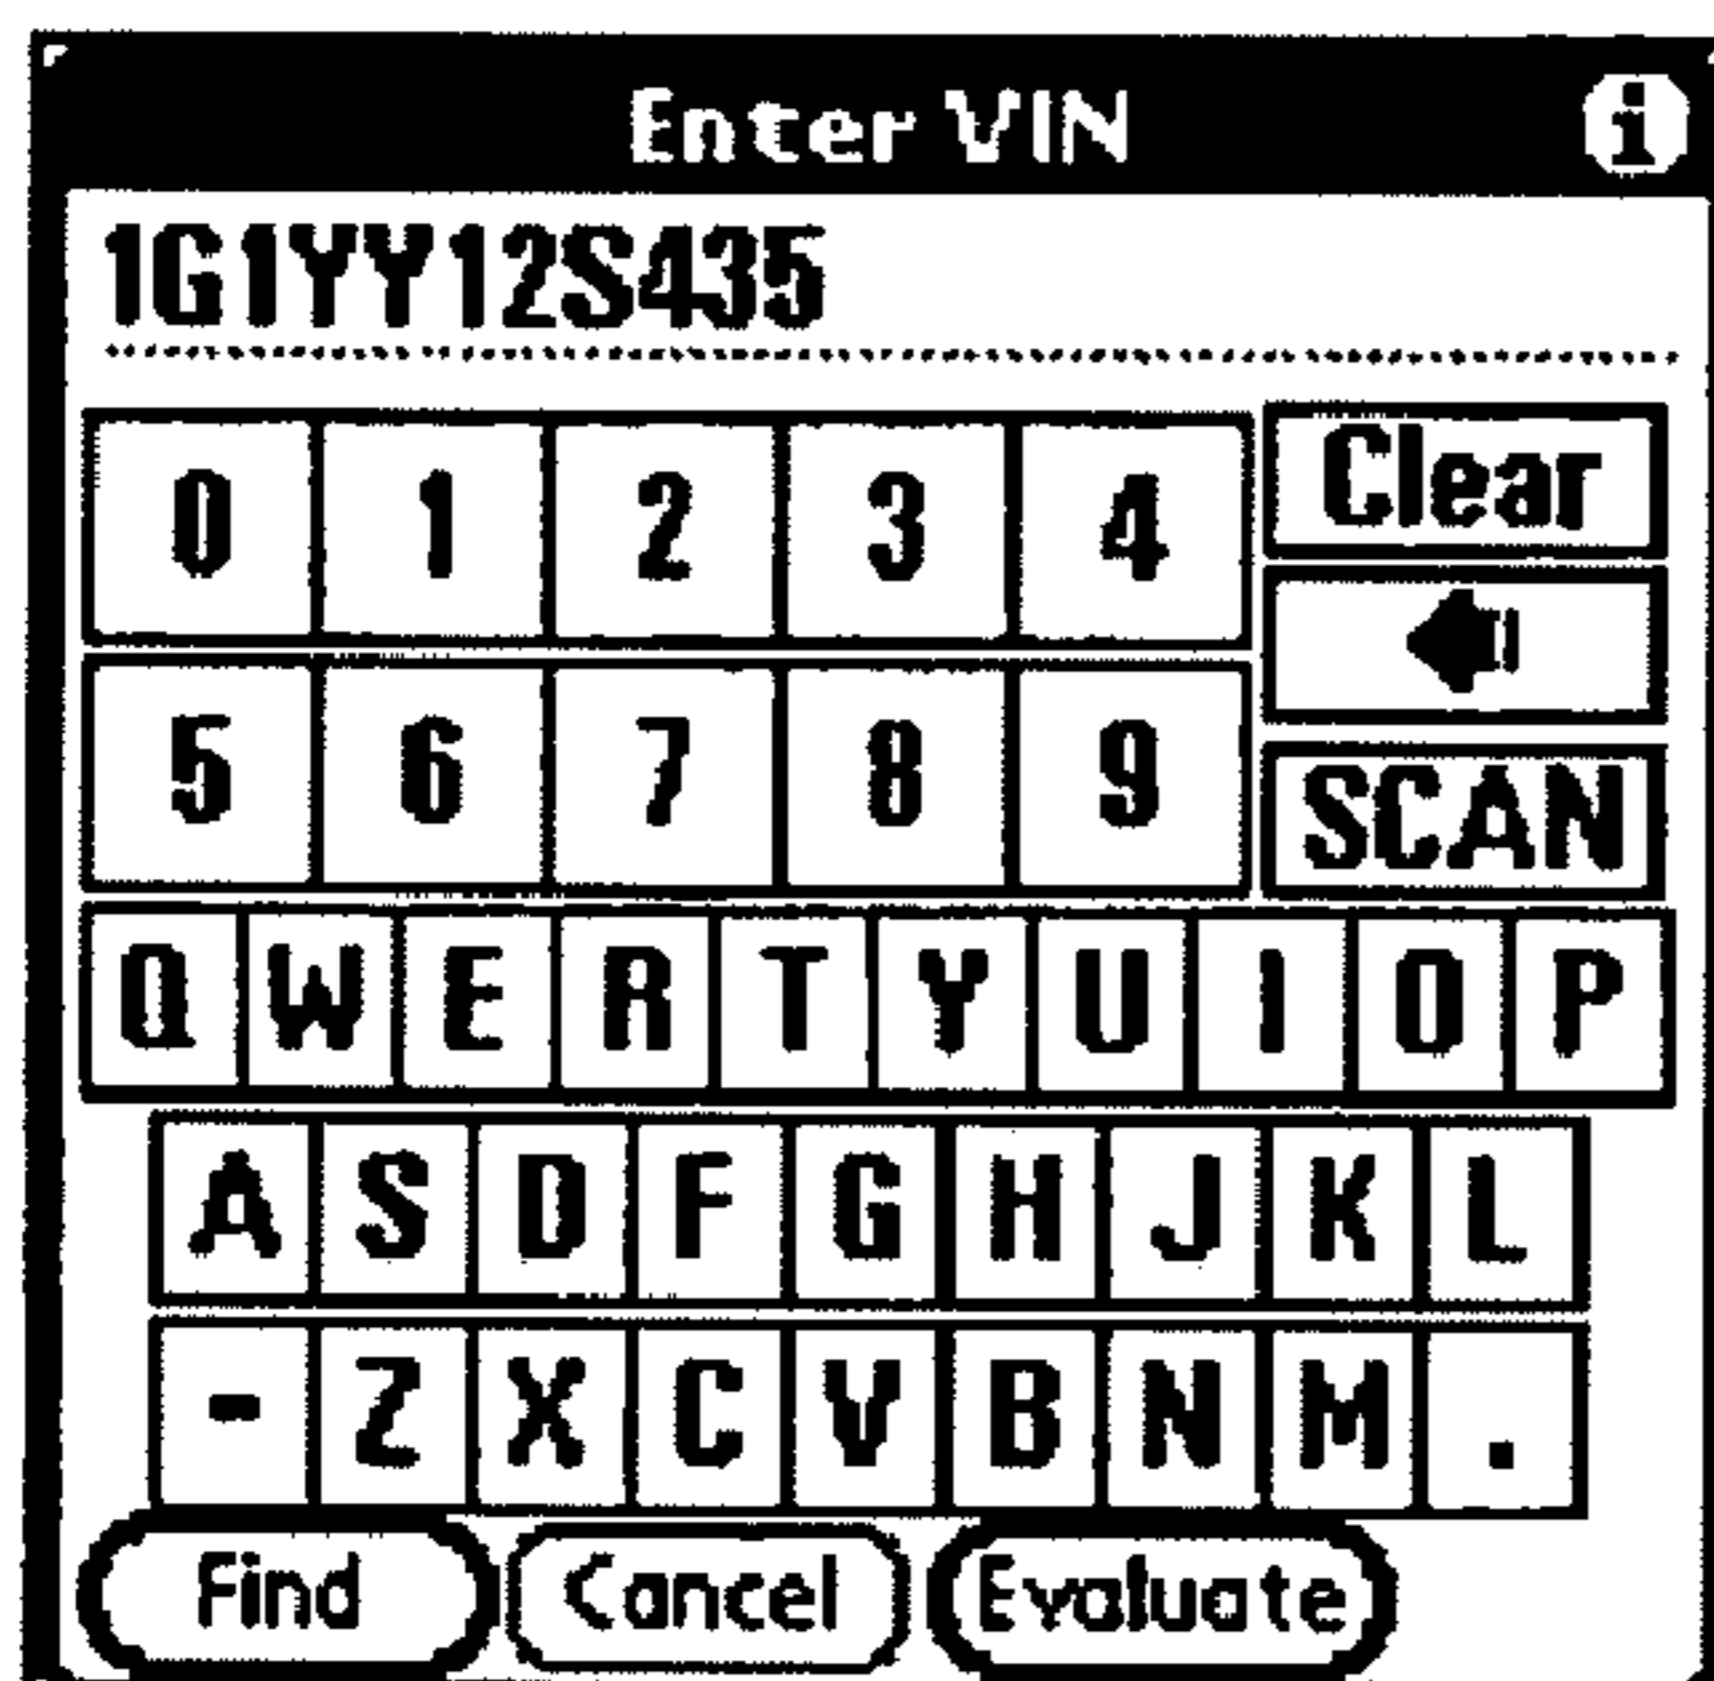 Enter VIN i
1G1YY12S435
0 1 2 3 4 Clear
5 6 7 8 9 SCAN
Q W E R T Y U I O P
A S D F G H J K L
- Z X C V B N M .
Find Cancel Evaluate